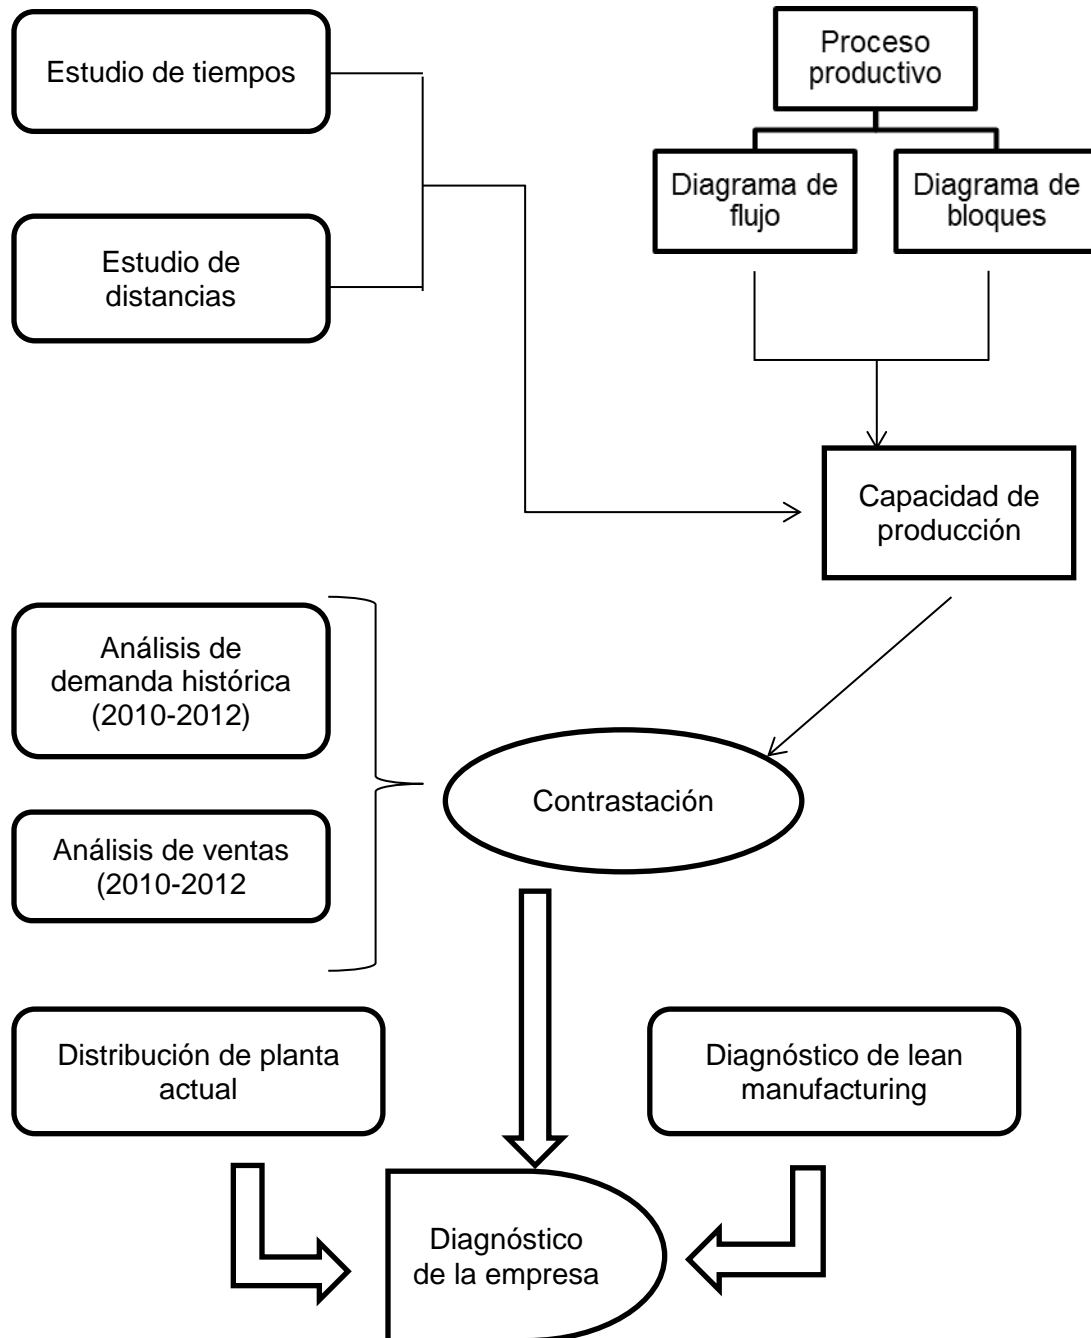 Estudio de tiempos
Proceso
productivo
Diagrama de
flujo
Diagrama de
bloques
Estudio de
distancias
Capacidad de
producción
Análisis de
demanda histórica
(2010-2012)
Contrastación
Análisis de ventas
(2010-2012
Distribución de planta
actual
Diagnóstico de lean
manufacturing
Diagnóstico
de la empresa